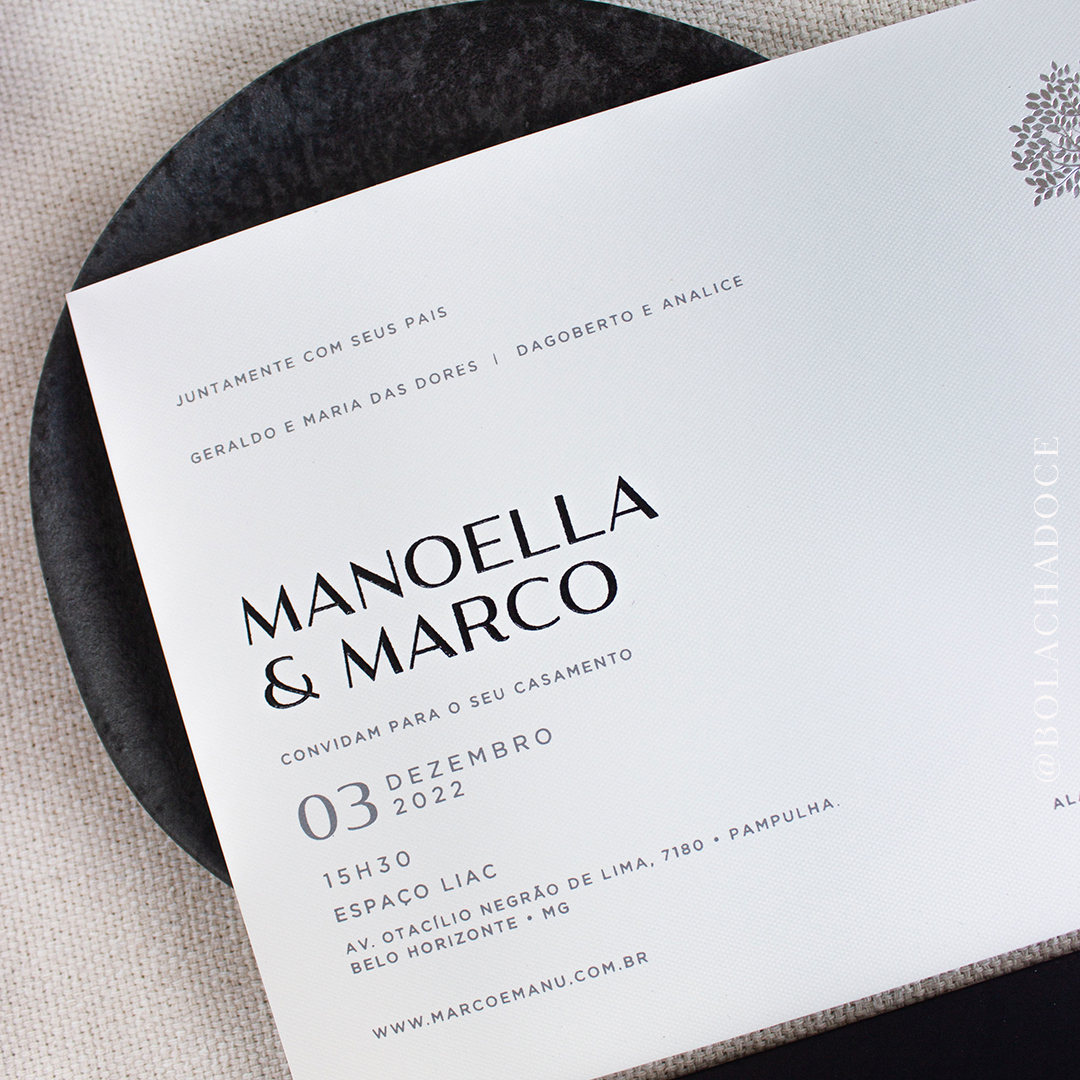 JUNTAMENTE COM SEUS PAIS
GERALDO E MARIA DAS DORES | DAGOBERTO E ANALICE
MANOELLA
& MARCO
CONVIDAM PARA O SEU CASAMENTO
03 DEZEMBRO
2022
15H30
ESPAÇO LIAC
AV. OTACÍLIO NEGRÃO DE LIMA, 7180 • PAMPULHA.
BELO HORIZONTE • MG
WWW.MARCOEMANU.COM.BR
@BOLACHADOCE